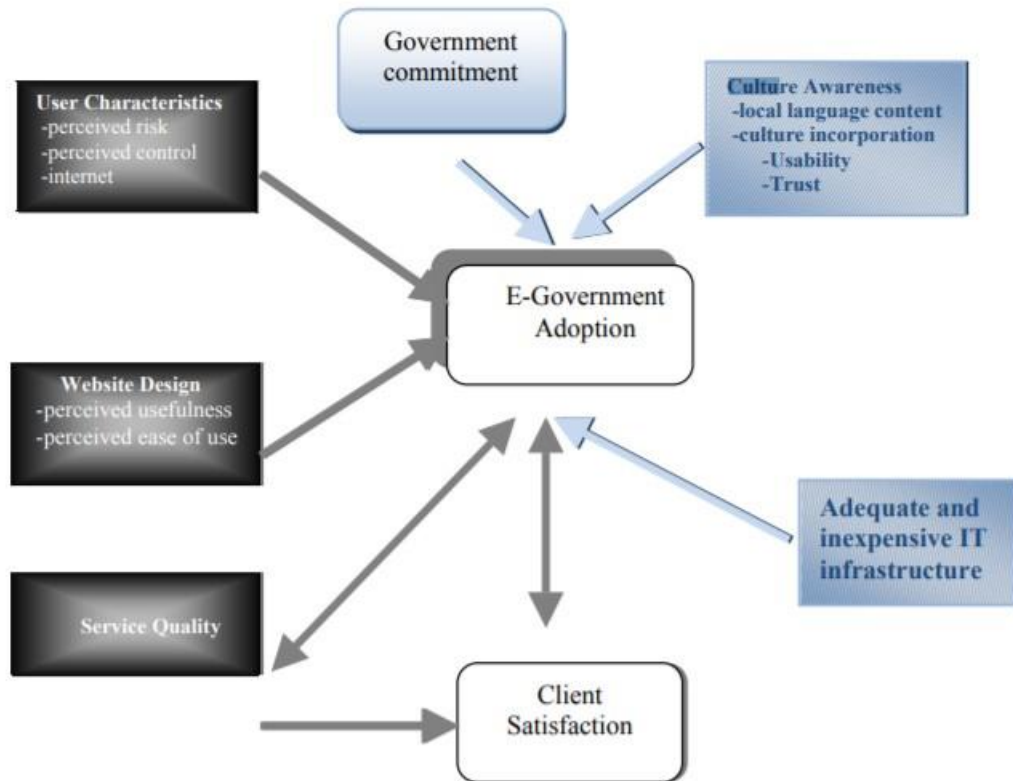 Government
commitment
User Characteristics
-perceived risk
-perceived control
-internet
Culture Awareness
-local language content
-culture incorporation
-Usability
-Trust
E-Government
Adoption
Website Design
-perceived usefulness
-perceived ease of use
Adequate and
inexpensive IT
infrastructure
Service Quality
Client
Satisfaction